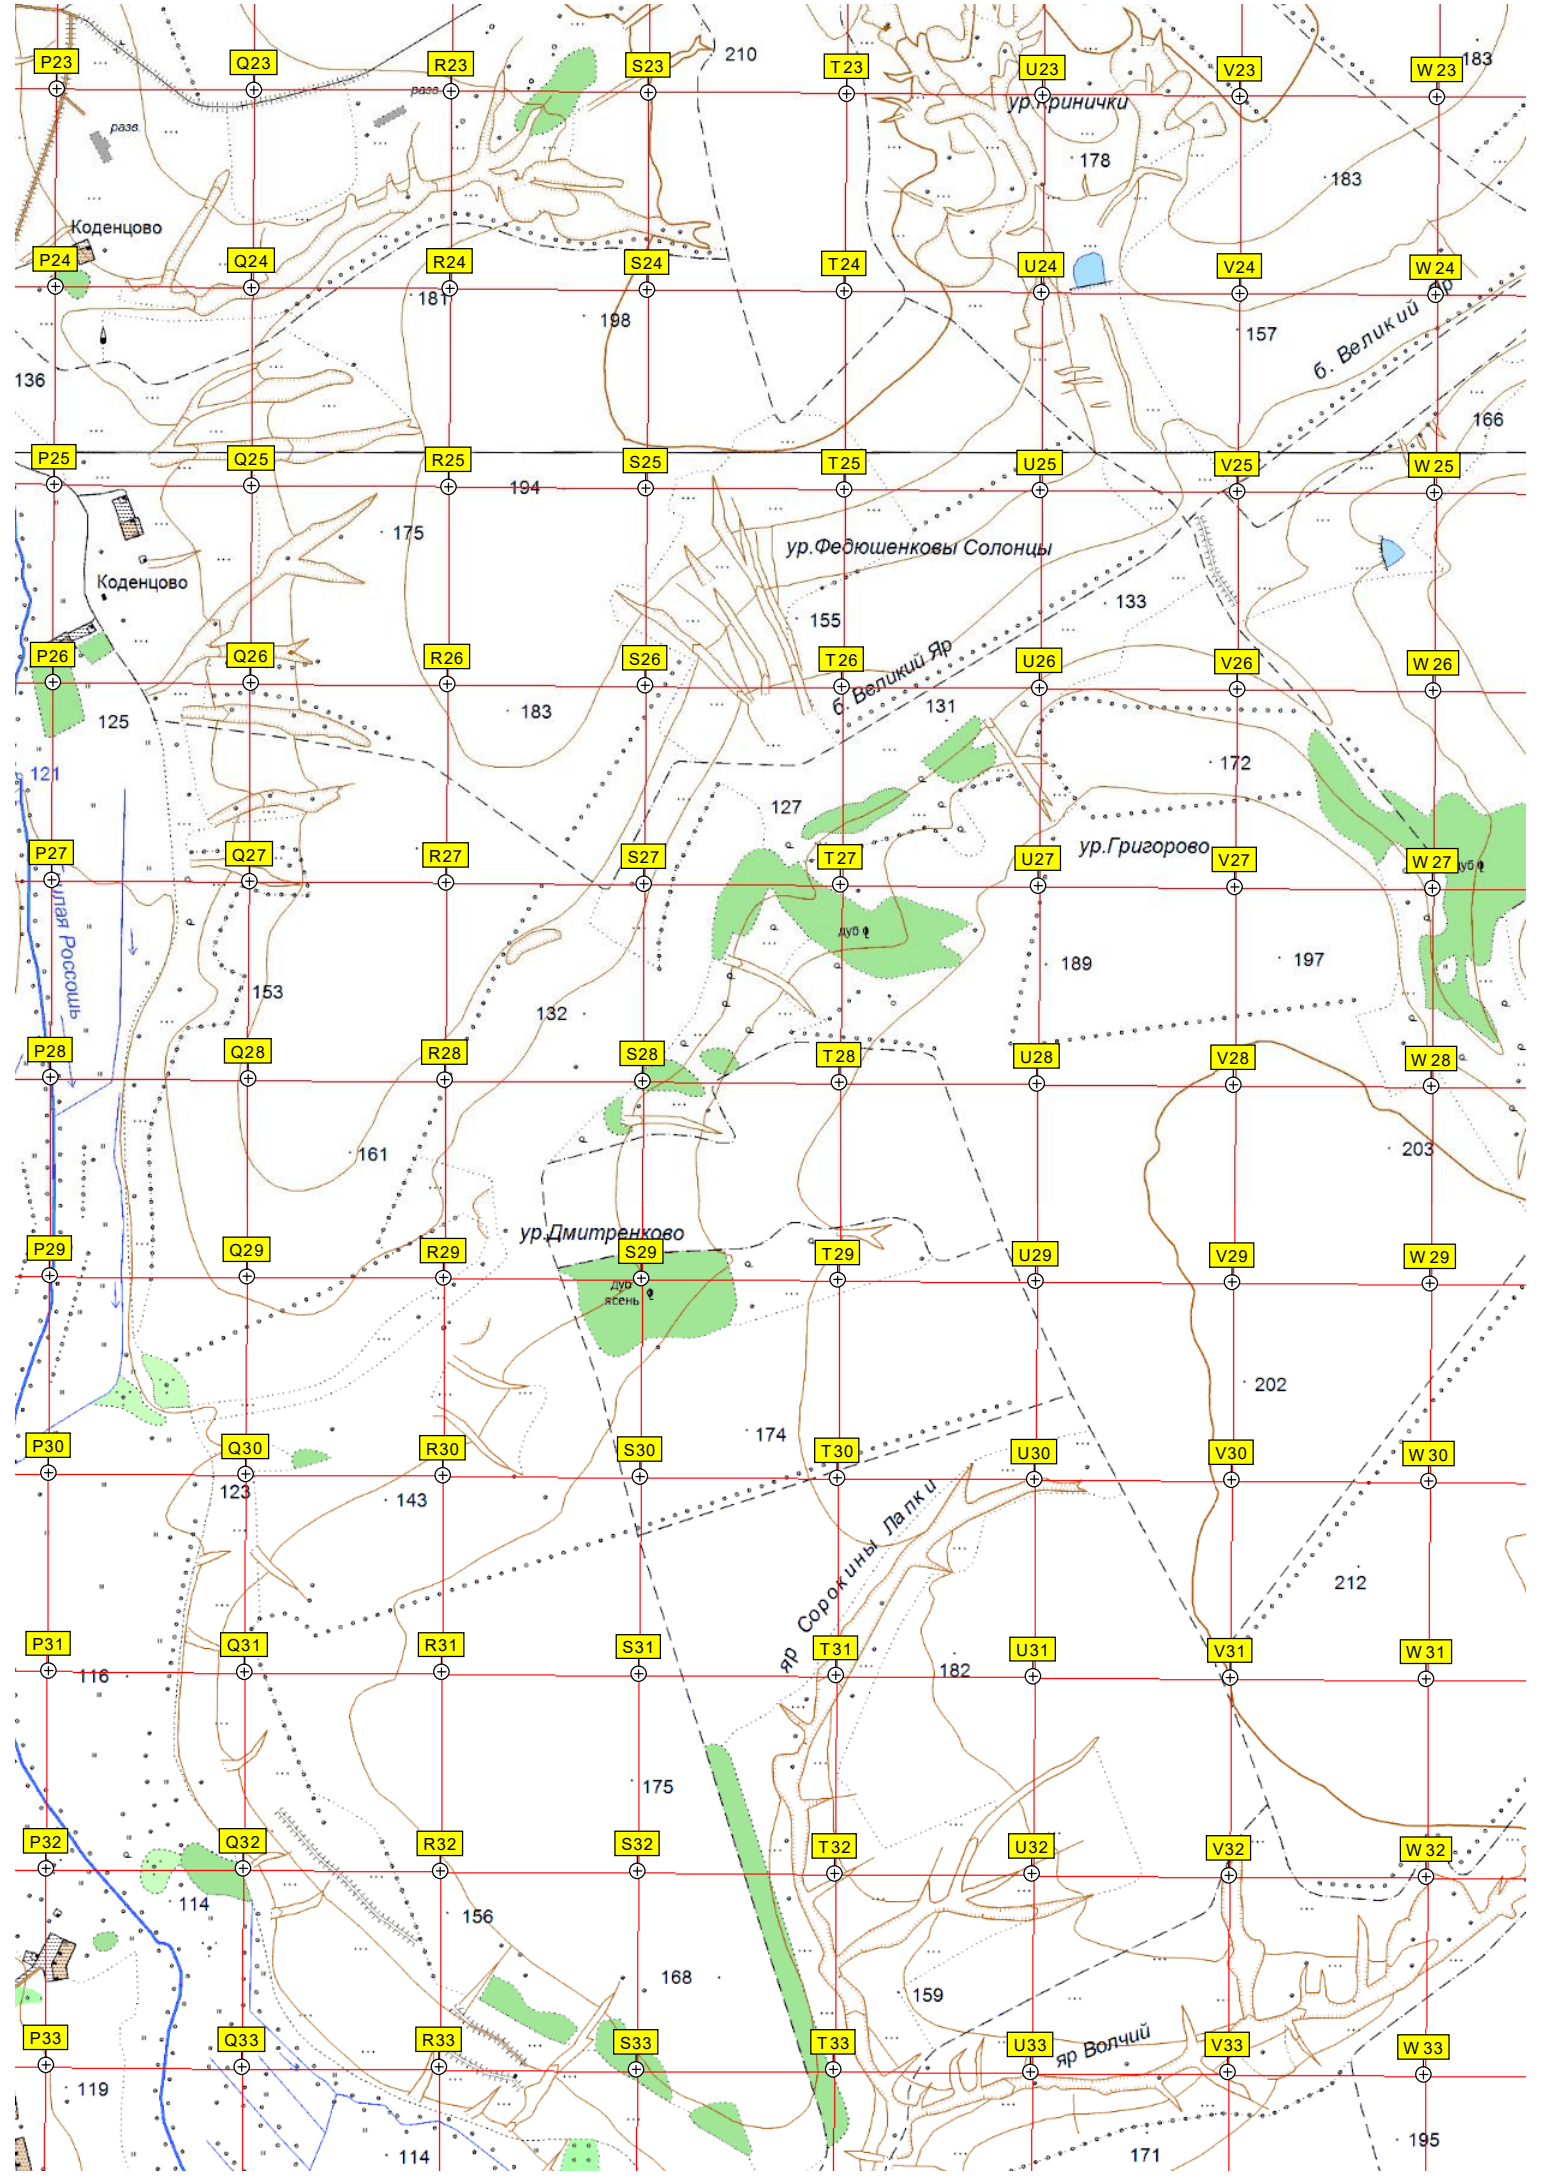 210
183
P23
Q23
R23
S23
T23
U23
V23
W23
разв.
разв.
ур.Кринички
178
183
Коденцово
P24
Q24
R24
S24
T24
U24
V24
W24
181
198
157
б. Великий Яр
136
166
P25
Q25
R25
S25
T25
U25
V25
W25
194
175
ур.Федюшенковы Солонцы
Коденцово
133
155
P26
Q26
R26
S26
T26
U26
V26
W26
б. Великий Яр
125
183
131
121
172
127
ур.Григорово
P27
Q27
R27
S27
T27
U27
V27
W27
дуб
дуб
189
197
153
132
P28
Q28
R28
S28
T28
U28
V28
W28
161
203
ур.Дмитренково
P29
Q29
R29
S29
T29
U29
V29
W29
дуб
ясень
202
174
P30
Q30
R30
S30
T30
U30
V30
W30
123
143
яр Сорокины Лапки
212
P31
Q31
R31
S31
T31
U31
V31
W31
116
182
175
P32
Q32
R32
S32
T32
U32
V32
W32
114
156
168
159
P33
Q33
R33
S33
T33
U33
V33
W33
яр Волчий
119
114
171
195